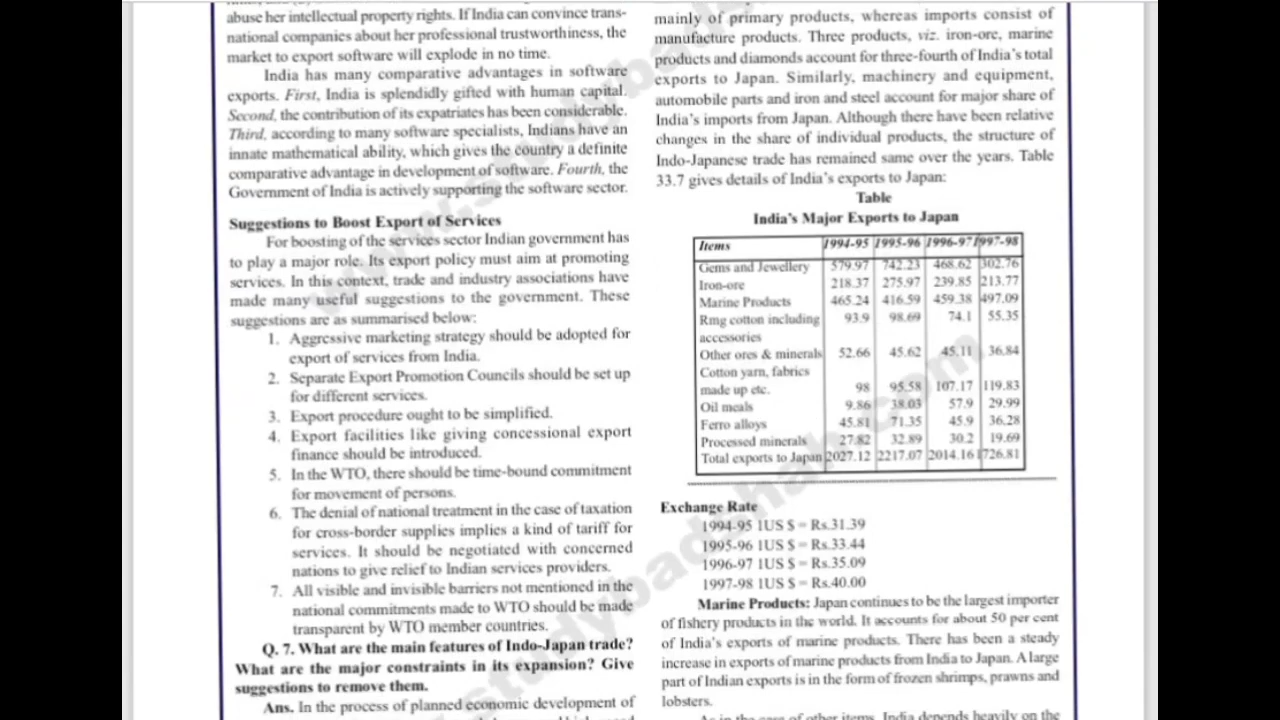 abuse her intellectual property rights. If India can convince trans-
national companies about her professional trustworthiness, the
market to export software will explode in no time.
India has many comparative advantages in software
exports. First, India is splendidly gifted with human capital.
Second, the contribution of its expatriates has been considerable.
Third, according to many software specialists, Indians have an
innate mathematical ability, which gives the country a definite
comparative advantage in development of software. Fourth, the
Government of India is actively supporting the software sector.
Suggestions to Boost Export of Services
For boosting of the services sector Indian government has
to play a major role. Its export policy must aim at promoting
services. In this context, trade and industry associations have
made many useful suggestions to the government. These
suggestions are as summarised below:
1. Aggressive marketing strategy should be adopted for
export of services from India.
2. Separate Export Promotion Councils should be set up
for different services.
3. Export procedure ought to be simplified.
4. Export facilities like giving concessional export
finance should be introduced.
5. In the WTO, there should be time-bound commitment
for movement of persons.
6. The denial of national treatment in the case of taxation
for cross-border supplies implies a kind of tariff for
services. It should be negotiated with concerned
nations to give relief to Indian services providers.
7. All visible and invisible barriers not mentioned in the
national commitments made to WTO should be made
transparent by WTO member countries.
Q. 7. What are the main features of Indo-Japan trade?
What are the major constraints in its expansion? Give
suggestions to remove them.
Ans. In the process of planned economic development of
mainly of primary products, whereas imports consist of
manufacture products. Three products, viz. iron-ore, marine
products and diamonds account for three-fourth of India's total
exports to Japan. Similarly, machinery and equipment,
automobile parts and iron and steel account for major share of
India's imports from Japan. Although there have been relative
changes in the share of individual products, the structure of
Indo-Japanese trade has remained same over the years. Table
33.7 gives details of India's exports to Japan:
Table
India's Major Exports to Japan
Items 1994-95 1995-96 1996-97 1997-98
Gems and Jewellery 579.97 742.23 468.62 302.76
Iron-ore 218.37 275.97 239.85 213.77
Marine Products 465.24 416.59 459.38 497.09
Rmg cotton including 93.9 98.69 74.1 55.35
accessories
Other ores & minerals 52.66 45.62 45.11 36.84
Cotton yarn, fabrics
made up etc. 98 95.58 107.17 119.83
Oil meals 9.86 38.03 57.9 29.99
Ferro alloys 45.81 71.35 45.9 36.28
Processed minerals 27.82 32.89 30.2 19.69
Total exports to Japan 2027.12 2217.07 2014.16 1726.81
Exchange Rate
1994-95 1US $ = Rs.31.39
1995-96 1US $ = Rs.33.44
1996-97 1US $ = Rs.35.09
1997-98 1US $ = Rs.40.00
Marine Products: Japan continues to be the largest importer
of fishery products in the world. It accounts for about 50 per cent
of India's exports of marine products. There has been a steady
increase in exports of marine products from India to Japan. A large
part of Indian exports is in the form of frozen shrimps, prawns and
lobsters.
As in the case of other items, India depends heavily on the
www.studybadshah.com